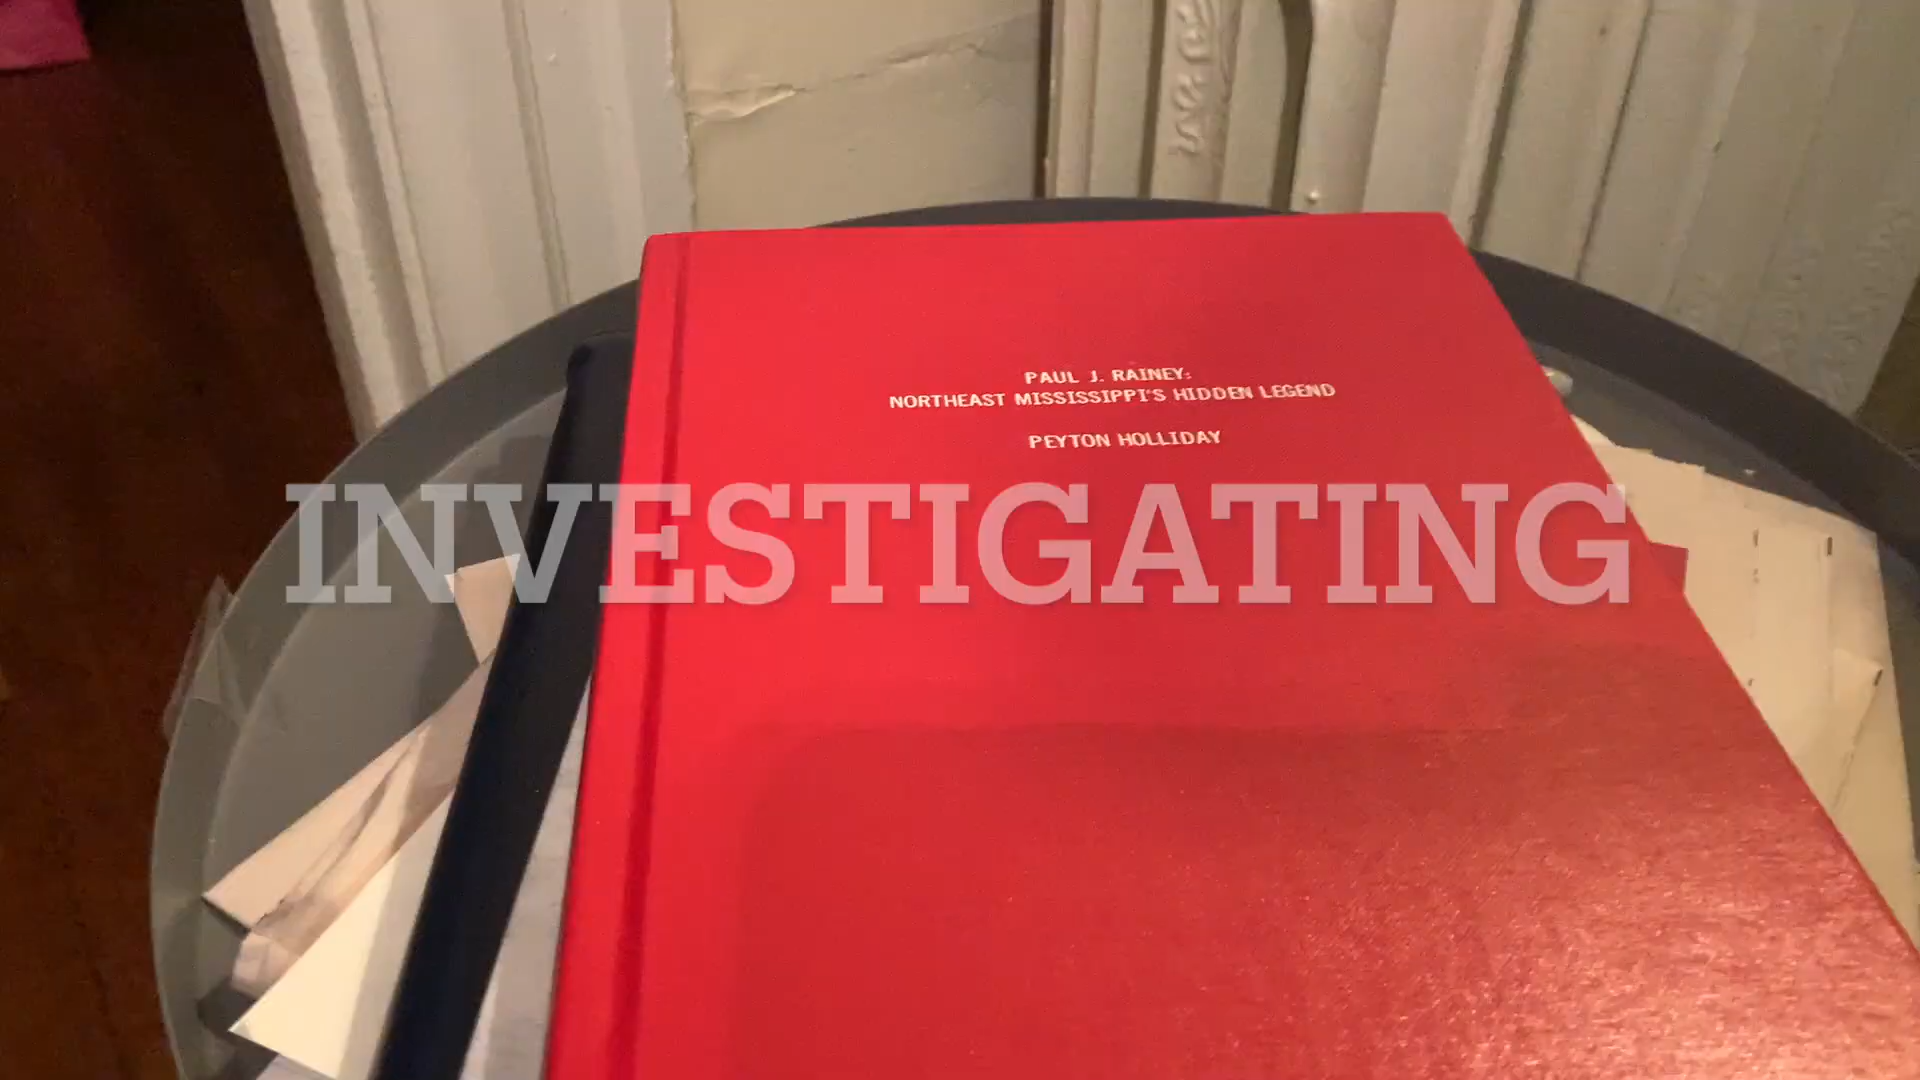 PAUL J. RAINEY:
NORTHEAST MISSISSIPPI'S HIDDEN LEGEND
PEYTON HOLLIDAY
INVESTIGATING